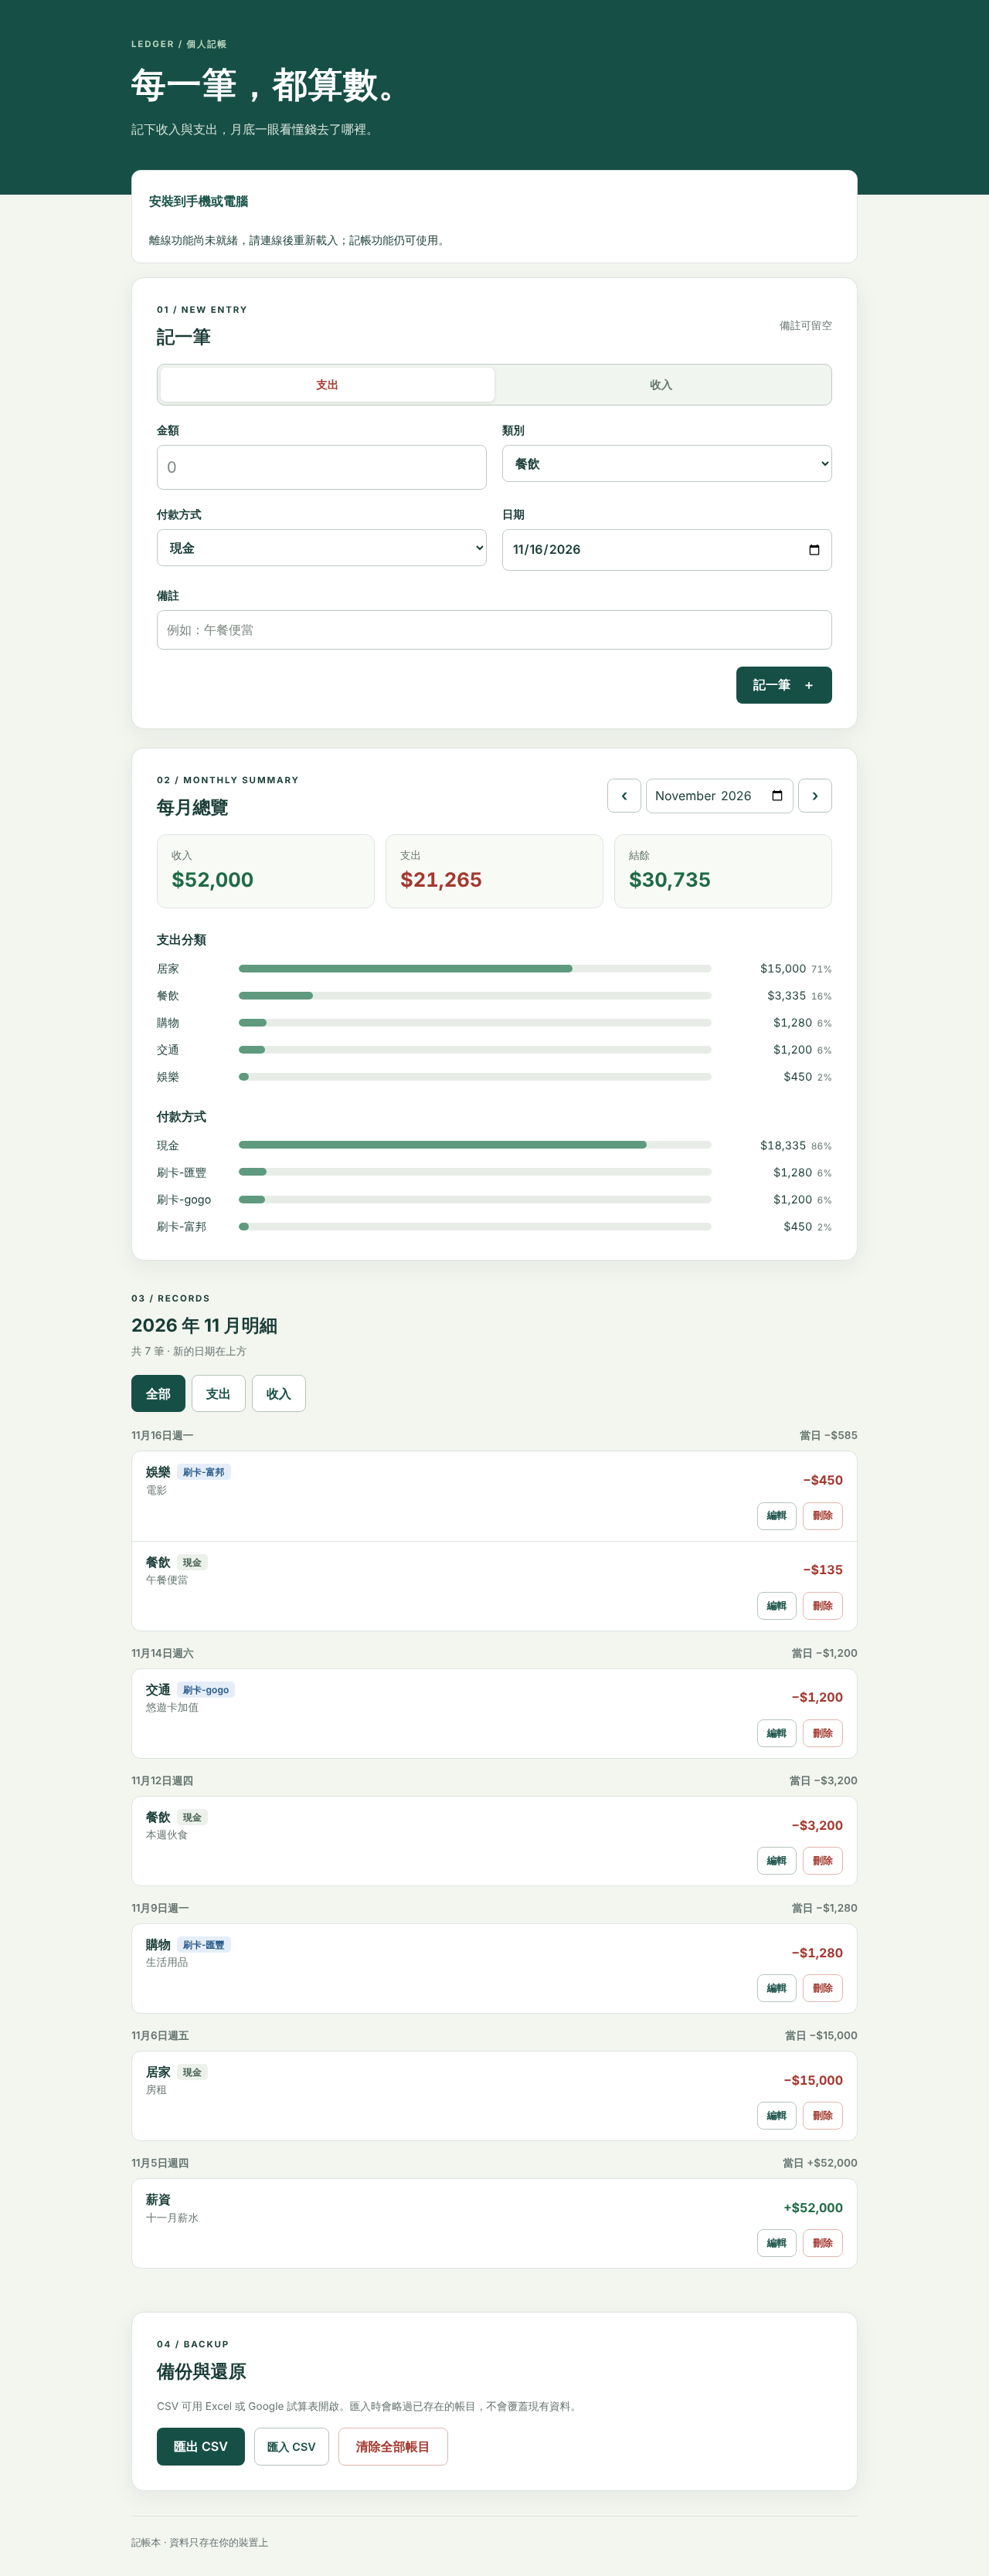 LEDGER / 個人記帳
每一筆，都算數。
記下收入與支出，月底一眼看懂錢去了哪裡。
安裝到手機或電腦
離線功能尚未就緒，請連線後重新載入；記帳功能仍可使用。
01 / NEW ENTRY
記一筆
備註可留空
支出 收入
金額 類別
0 餐飲
付款方式 日期
現金 11/16/2026
備註
例如：午餐便當
記一筆 +
02 / MONTHLY SUMMARY
每月總覽
‹ November 2026 ›
收入 支出 結餘
$52,000 $21,265 $30,735
支出分類
居家 $15,000 71%
餐飲 $3,335 16%
購物 $1,280 6%
交通 $1,200 6%
娛樂 $450 2%
付款方式
現金 $18,335 86%
刷卡-匯豐 $1,280 6%
刷卡-gogo $1,200 6%
刷卡-富邦 $450 2%
03 / RECORDS
2026 年 11 月明細
共 7 筆 · 新的日期在上方
全部 支出 收入
11月16日週一 當日 −$585
娛樂 刷卡-富邦
電影
−$450
編輯 刪除
餐飲 現金
午餐便當
−$135
編輯 刪除
11月14日週六 當日 −$1,200
交通 刷卡-gogo
悠遊卡加值
−$1,200
編輯 刪除
11月12日週四 當日 −$3,200
餐飲 現金
本週伙食
−$3,200
編輯 刪除
11月9日週一 當日 −$1,280
購物 刷卡-匯豐
生活用品
−$1,280
編輯 刪除
11月6日週五 當日 −$15,000
居家 現金
房租
−$15,000
編輯 刪除
11月5日週四 當日 +$52,000
薪資
十一月薪水
+$52,000
編輯 刪除
04 / BACKUP
備份與還原
CSV 可用 Excel 或 Google 試算表開啟。匯入時會略過已存在的帳目，不會覆蓋現有資料。
匯出 CSV 匯入 CSV 清除全部帳目
記帳本 · 資料只存在你的裝置上